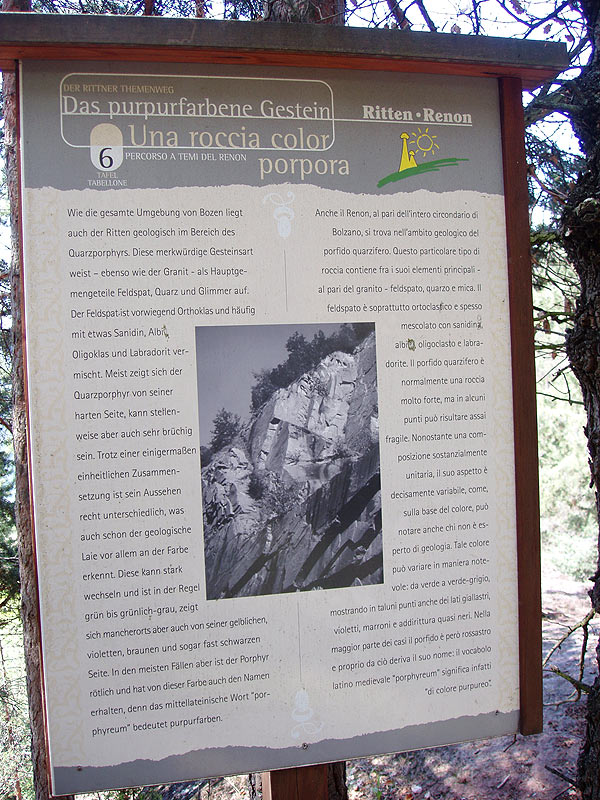 DER RITTNER THEMENWEG
Das purpurfarbene Gestein
Una roccia color
porpora
6
PERCORSO A TEMI DEL RENON
TAFEL
TABELLONE
Ritten • Renon
Wie die gesamte Umgebung von Bozen liegt
auch der Ritten geologisch im Bereich des
Quarzporphyrs. Diese merkwürdige Gesteinsart
weist – ebenso wie der Granit - als Hauptge-
mengeteile Feldspat, Quarz und Glimmer auf.
Der Feldspat ist vorwiegend Orthoklas und häufig
mit etwas Sanidin, Albit,
Oligoklas und Labradorit ver-
mischt. Meist zeigt sich der
Quarzporphyr von seiner
harten Seite, kann stellen-
weise aber auch sehr brüchig
sein. Trotz einer einigermaßen
einheitlichen Zusammen-
setzung ist sein Aussehen
recht unterschiedlich, was
auch schon der geologische
Laie vor allem an der Farbe
erkennt. Diese kann stark
wechseln und ist in der Regel
grün bis grünlich-grau, zeigt
sich mancherorts aber auch von seiner gelblichen,
violetten, braunen und sogar fast schwarzen
Seite. In den meisten Fällen aber ist der Porphyr
rötlich und hat von dieser Farbe auch den Namen
erhalten, denn das mittellateinische Wort "por-
phyreum" bedeutet purpurfarben.
Anche il Renon, al pari dell'intero circondario di
Bolzano, si trova nell'ambito geologico del
porfido quarzifero. Questo particolare tipo di
roccia contiene fra i suoi elementi principali -
al pari del granito - feldspato, quarzo e mica. Il
feldspato è soprattutto ortoclastico e spesso
mescolato con sanidina,
albite, oligoclasto e labra-
dorite. Il porfido quarzifero è
normalmente una roccia
molto forte, ma in alcuni
punti può risultare assai
fragile. Nonostante una com-
posizione sostanzialmente
unitaria, il suo aspetto è
decisamente variabile, come,
sulla base del colore, può
notare anche chi non è es-
perto di geologia. Tale colore
può variare in maniera note-
vole: da verde a verde-grigio,
mostrando in taluni punti anche dei lati giallastri,
violetti, marroni e addirittura quasi neri. Nella
maggior parte dei casi il porfido è però rossastro
e proprio da ciò deriva il suo nome: il vocabolo
latino medievale "porphyreum" significa infatti
"di colore purpureo".